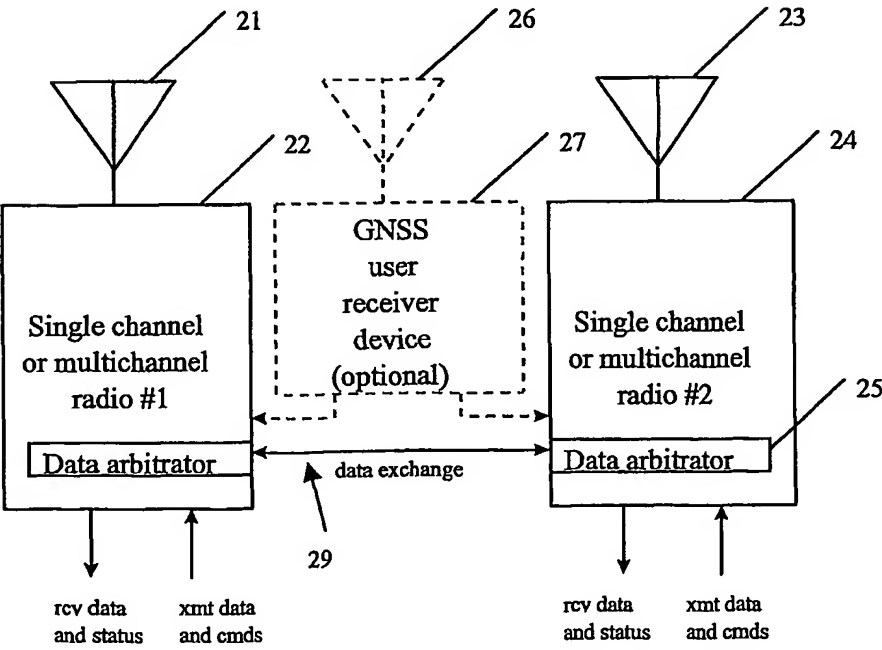 21
26
23
22
27
24
GNSS
user
receiver
device
(optional)
Single channel
or multichannel
radio #1
Single channel
or multichannel
radio #2
25
Data arbitrator
data exchange
Data arbitrator
29
rcv data
and status
xmt data
and cmds
rcv data
and status
xmt data
and cmds